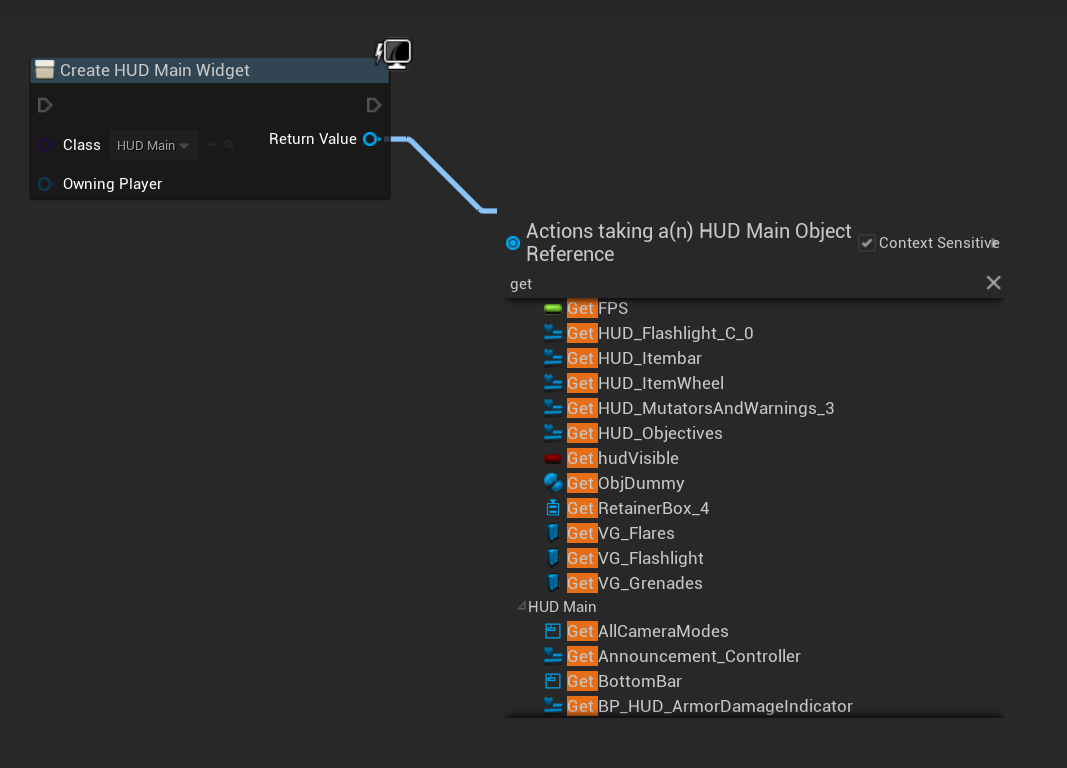 Create HUD Main Widget
Class HUD Main Return Value
Owning Player
Actions taking a(n) HUD Main Object
Reference
Context Sensitive
get
Get FPS
Get HUD_Flashlight_C_0
Get HUD_Itembar
Get HUD_ItemWheel
Get HUD_MutatorsAndWarnings_3
Get HUD_Objectives
Get hudVisible
Get ObjDummy
Get RetainerBox_4
Get VG_Flares
Get VG_Flashlight
Get VG_Grenades
HUD Main
Get AllCameraModes
Get Announcement_Controller
Get BottomBar
Get BP_HUD_ArmorDamageIndicator